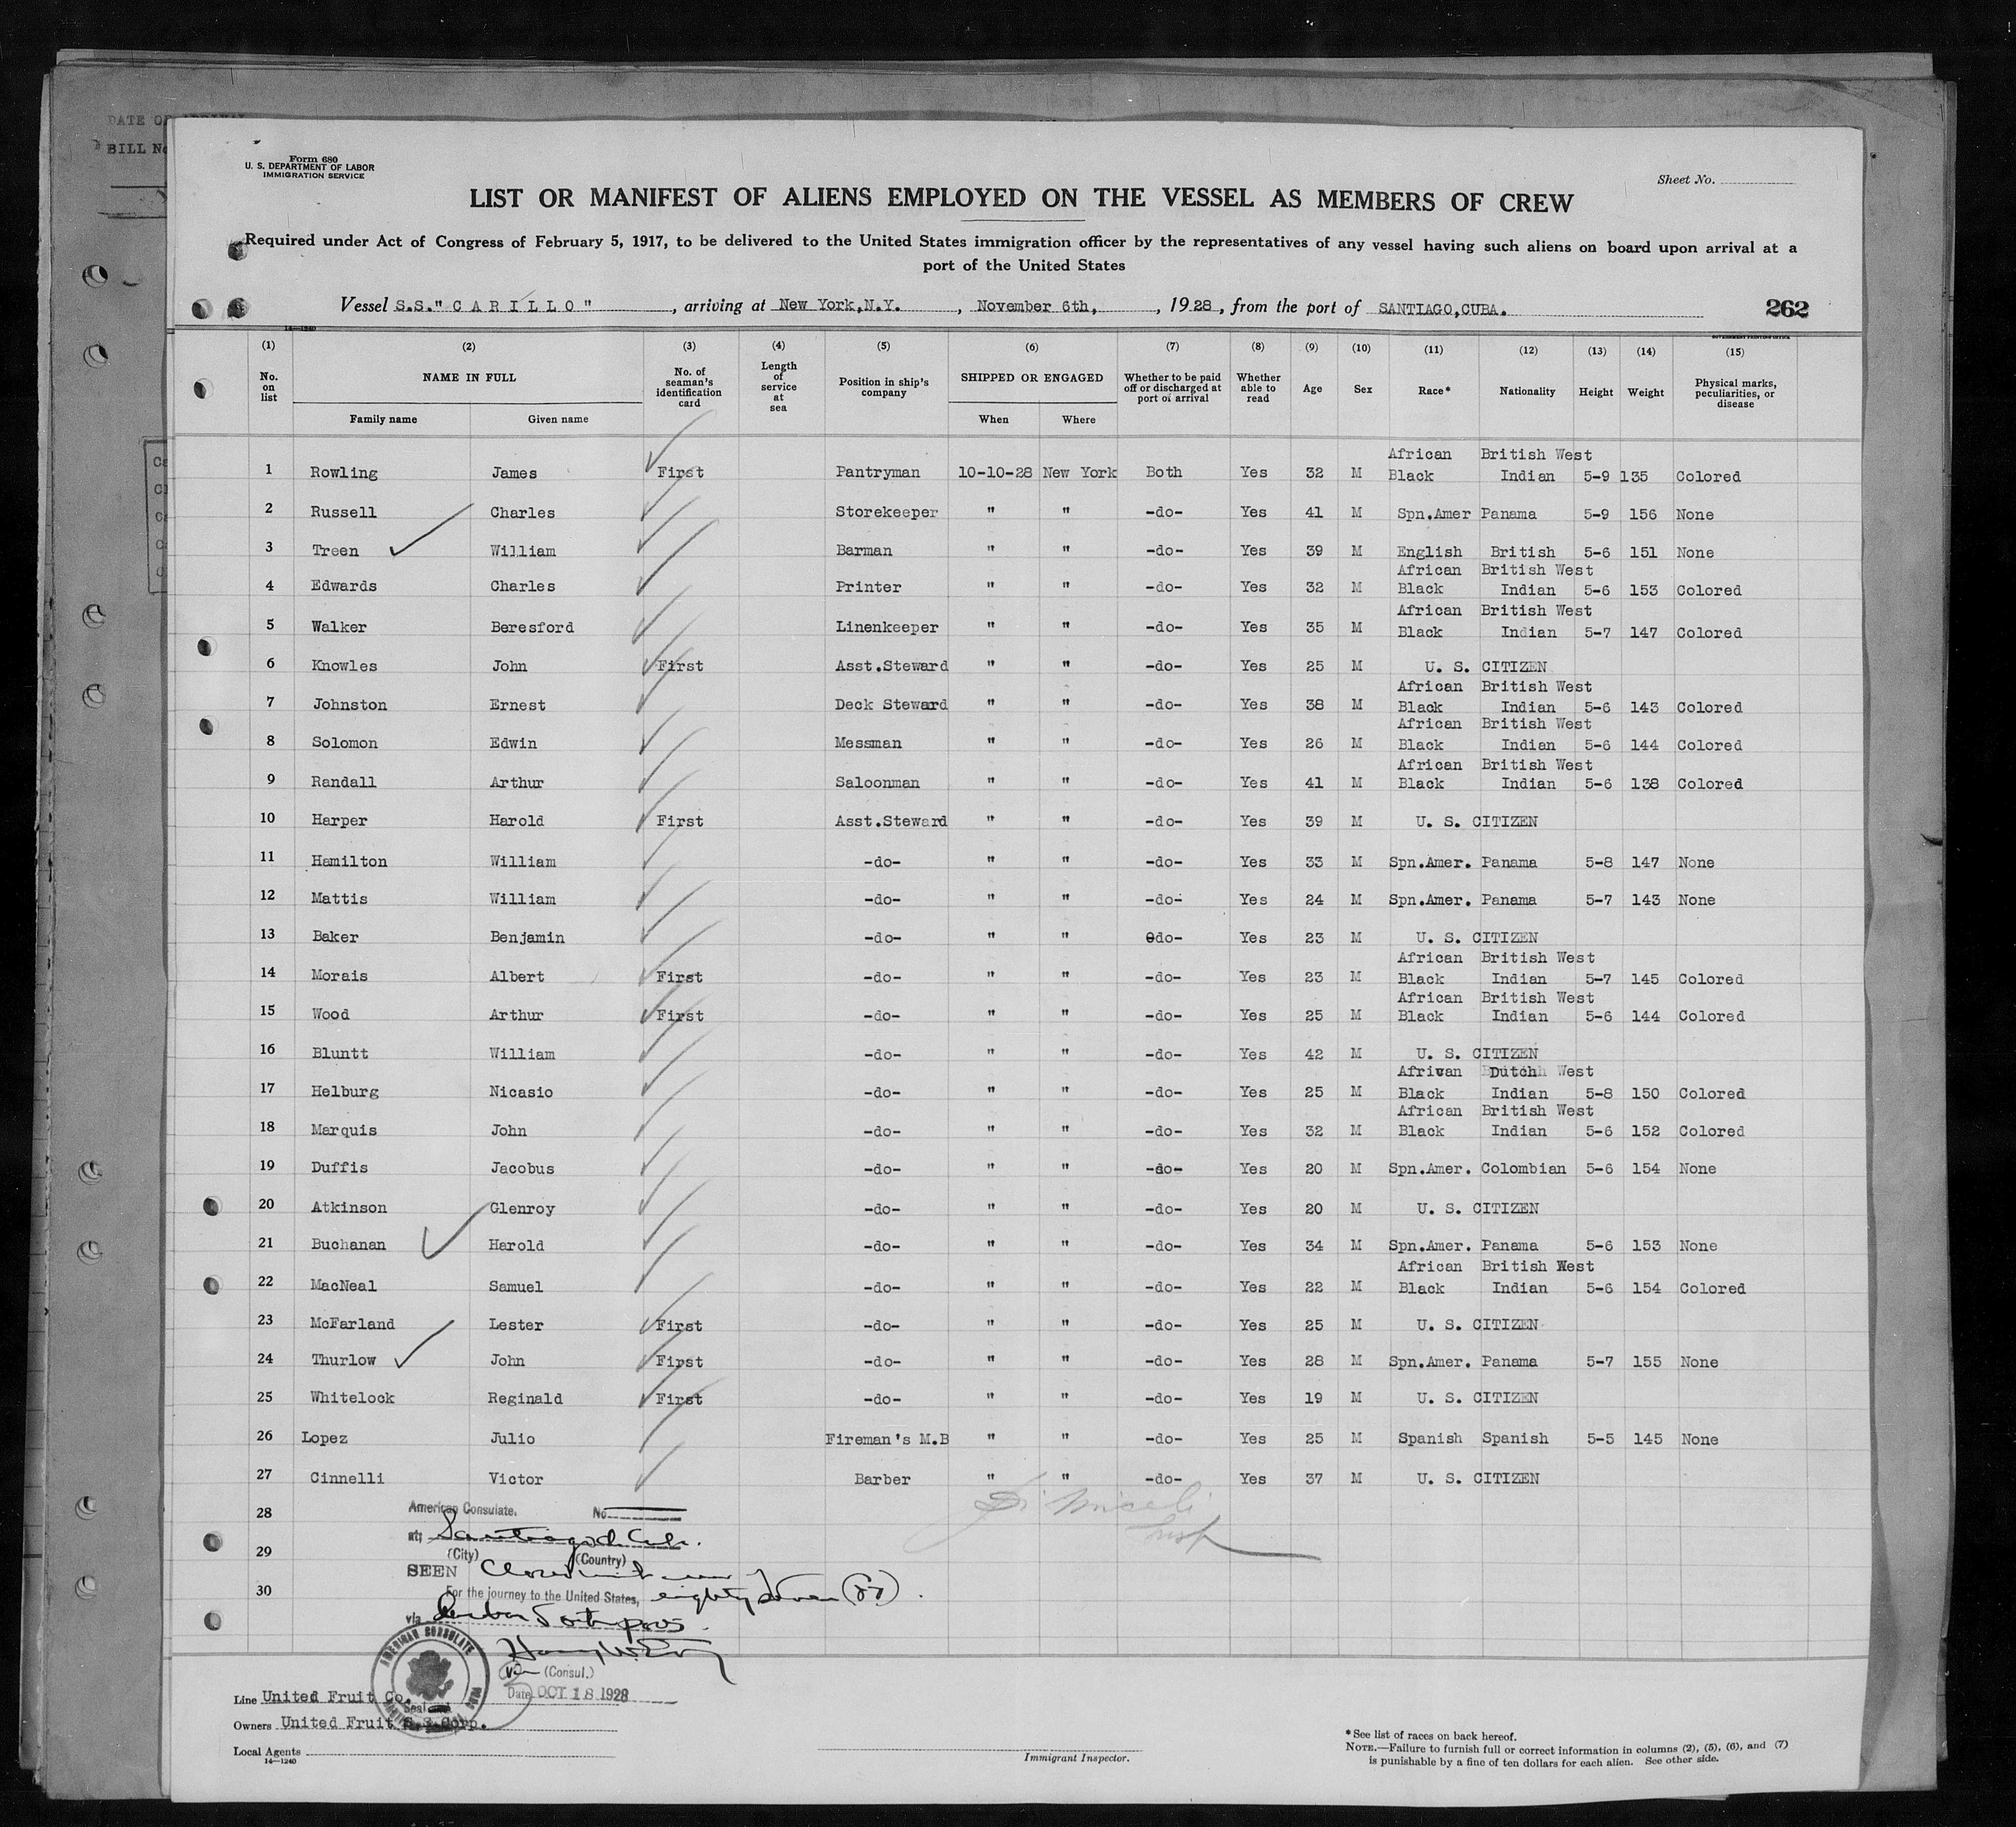 DATE OF ARRIVAL
BILL No
Form 680
U. S. DEPARTMENT OF LABOR
IMMIGRATION SERVICE
Sheet No.
LIST OR MANIFEST OF ALIENS EMPLOYED ON THE VESSEL AS MEMBERS OF CREW
Required under Act of Congress of February 5, 1917, to be delivered to the United States immigration officer by the representatives of any vessel having such aliens on board upon arrival at a
port of the United States
Vessel S.S."CARILLO", arriving at New York,N.Y., November 6th, , 1928, from the port of SANTIAGO,CUBA. 262
14—1240
(1) (2) (3) (4) (5) (6) (7) (8) (9) (10) (11) (12) (13) (14) (15)
No. on list NAME IN FULL No. of seaman's identification card Length of service at sea Position in ship's company SHIPPED OR ENGAGED Whether to be paid off or discharged at port of arrival Whether able to read Age Sex Race* Nationality Height Weight Physical marks, peculiarities, or disease
Family name Given name When Where
African British West
1 Rowling James First Pantryman 10-10-28 New York Both Yes 32 M Black Indian 5-9 135 Colored
2 Russell Charles Storekeeper " " -do- Yes 41 M Spn.Amer Panama 5-9 156 None
3 Treen William Barman " " -do- Yes 39 M English British 5-6 151 None
African British West
4 Edwards Charles Printer " " -do- Yes 32 M Black Indian 5-6 153 Colored
African British West
5 Walker Beresford Linenkeeper " " -do- Yes 35 M Black Indian 5-7 147 Colored
6 Knowles John First Asst.Steward " " -do- Yes 25 M U. S. CITIZEN
African British West
7 Johnston Ernest Deck Steward " " -do- Yes 38 M Black Indian 5-6 143 Colored
African British West
8 Solomon Edwin Messman " " -do- Yes 26 M Black Indian 5-6 144 Colored
African British West
9 Randall Arthur Saloonman " " -do- Yes 41 M Black Indian 5-6 138 Colored
10 Harper Harold First Asst.Steward " " -do- Yes 39 M U. S. CITIZEN
11 Hamilton William -do- " " -do- Yes 33 M Spn.Amer. Panama 5-8 147 None
12 Mattis William -do- " " -do- Yes 24 M Spn.Amer. Panama 5-7 143 None
13 Baker Benjamin -do- " " -do- Yes 23 M U. S. CITIZEN
African British West
14 Morais Albert First -do- " " -do- Yes 23 M Black Indian 5-7 145 Colored
African British West
15 Wood Arthur First -do- " " -do- Yes 25 M Black Indian 5-6 144 Colored
16 Bluntt William -do- " " -do- Yes 42 M U. S. CITIZEN
African Dutch West
17 Helburg Nicasio -do- " " -do- Yes 25 M Black Indian 5-8 150 Colored
African British West
18 Marquis John -do- " " -do- Yes 32 M Black Indian 5-6 152 Colored
19 Duffis Jacobus -do- " " -do- Yes 20 M Spn.Amer. Colombian 5-6 154 None
20 Atkinson Glenroy -do- " " -do- Yes 20 M U. S. CITIZEN
21 Buchanan Harold -do- " " -do- Yes 34 M Spn.Amer. Panama 5-6 153 None
African British West
22 MacNeal Samuel -do- " " -do- Yes 22 M Black Indian 5-6 154 Colored
23 McFarland Lester First -do- " " -do- Yes 25 M U. S. CITIZEN
24 Thurlow John First -do- " " -do- Yes 28 M Spn.Amer. Panama 5-7 155 None
25 Whitelock Reginald First -do- " " -do- Yes 19 M U. S. CITIZEN
26 Lopez Julio Fireman's M.B " " -do- Yes 25 M Spanish Spanish 5-5 145 None
27 Cinnelli Victor Barber " " -do- Yes 37 M U. S. CITIZEN
28
29
30
American Consulate. No
at;
(City) (Country)
SEEN
For the journey to the United States, eighty seven (87).
via
AMERICAN CONSULATE
(Consul.)
Date OCT 18 1928
Line United Fruit Co.
Seal
Owners United Fruit S.S.Corp.
Local Agents
14—1240
Immigrant Inspector.
*See list of races on back hereof.
NOTE.—Failure to furnish full or correct information in columns (2), (5), (6), and (7)
is punishable by a fine of ten dollars for each alien. See other side.